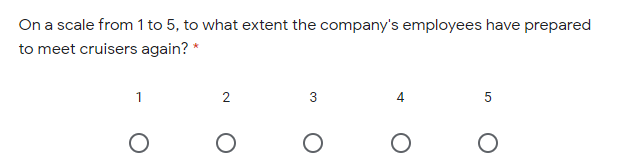 On a scale from 1 to 5, to what extent the company's employees have prepared
to meet cruisers again? *
1 2 3 4 5